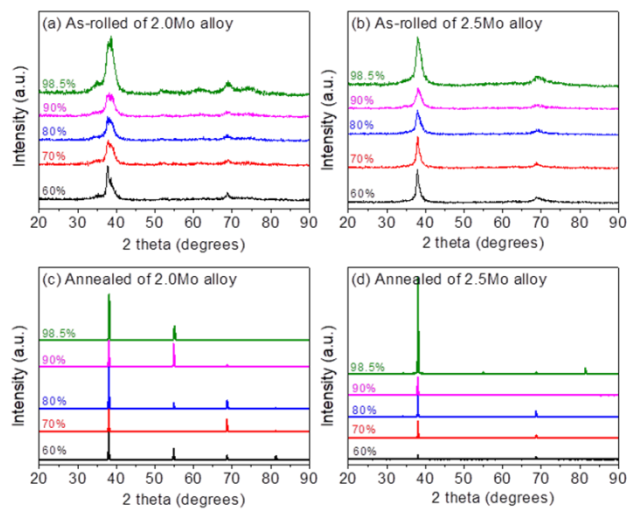 (a) As-rolled of 2.0Mo alloy
98.5%
90%
80%
70%
60%
Intensity (a.u.)
20 30 40 50 60 70 80 90
2 theta (degrees)
(b) As-rolled of 2.5Mo alloy
98.5%
90%
80%
70%
60%
Intensity (a.u.)
20 30 40 50 60 70 80 90
2 theta (degrees)
(c) Annealed of 2.0Mo alloy
98.5%
90%
80%
70%
60%
Intensity (a.u.)
20 30 40 50 60 70 80 90
2 theta (degrees)
(d) Annealed of 2.5Mo alloy
98.5%
90%
80%
70%
60%
Intensity (a.u.)
20 30 40 50 60 70 80 90
2 theta (degrees)